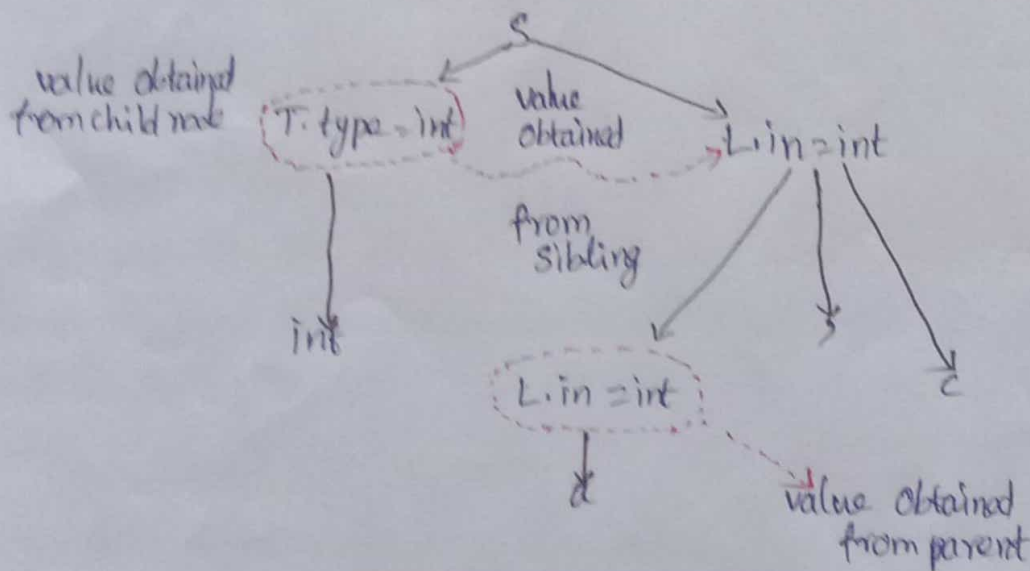 S
value obtained
from child node
T.type = int
value
obtained
L.in = int
from
sibling
int
,
c
L.in = int
d
value obtained
from parent